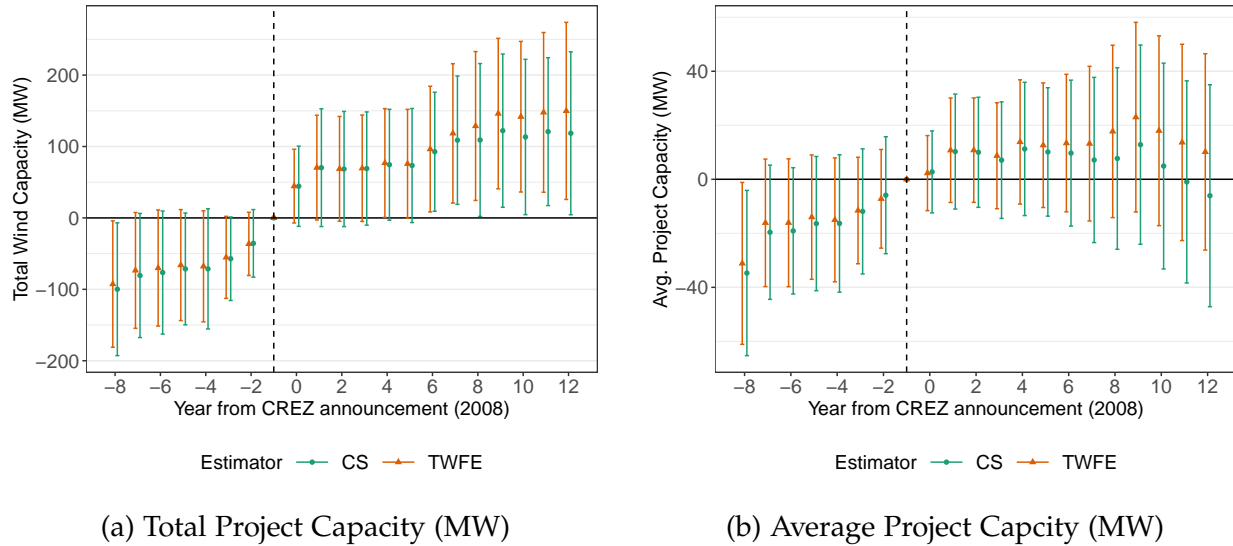 Total Wind Capacity (MW)
200
100
0
−100
−200
−8 −6 −4 −2 0 2 4 6 8 10 12
Year from CREZ announcement (2008)
Estimator CS TWFE
(a) Total Project Capacity (MW)
Avg. Project Capacity (MW)
40
0
−40
−8 −6 −4 −2 0 2 4 6 8 10 12
Year from CREZ announcement (2008)
Estimator CS TWFE
(b) Average Project Capcity (MW)